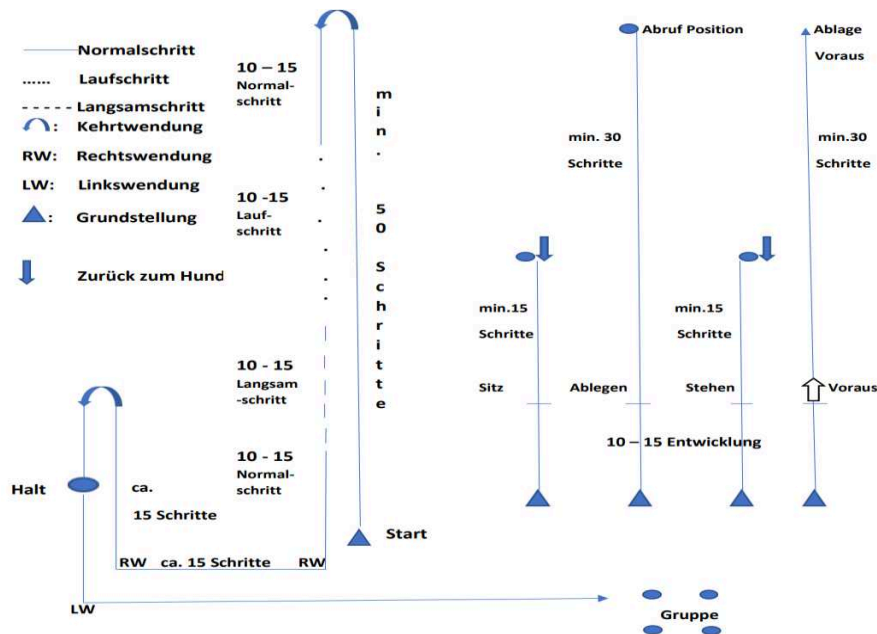 Normalschritt
...... Laufschritt
----- Langsamschritt
: Kehrtwendung
RW: Rechtswendung
LW: Linkswendung
: Grundstellung
Zurück zum Hund
10 – 15
Normal-
schritt
10 -15
Lauf-
schritt
10 - 15
Langsam
-schritt
10 - 15
Normal-
schritt
min. 50 Schritte
Halt
ca.
15 Schritte
RW ca. 15 Schritte RW
Start
LW
Gruppe
Abruf Position
Ablage
Voraus
min. 30
Schritte
min.30
Schritte
min.15
Schritte
min.15
Schritte
Sitz Ablegen Stehen Voraus
10 – 15 Entwicklung